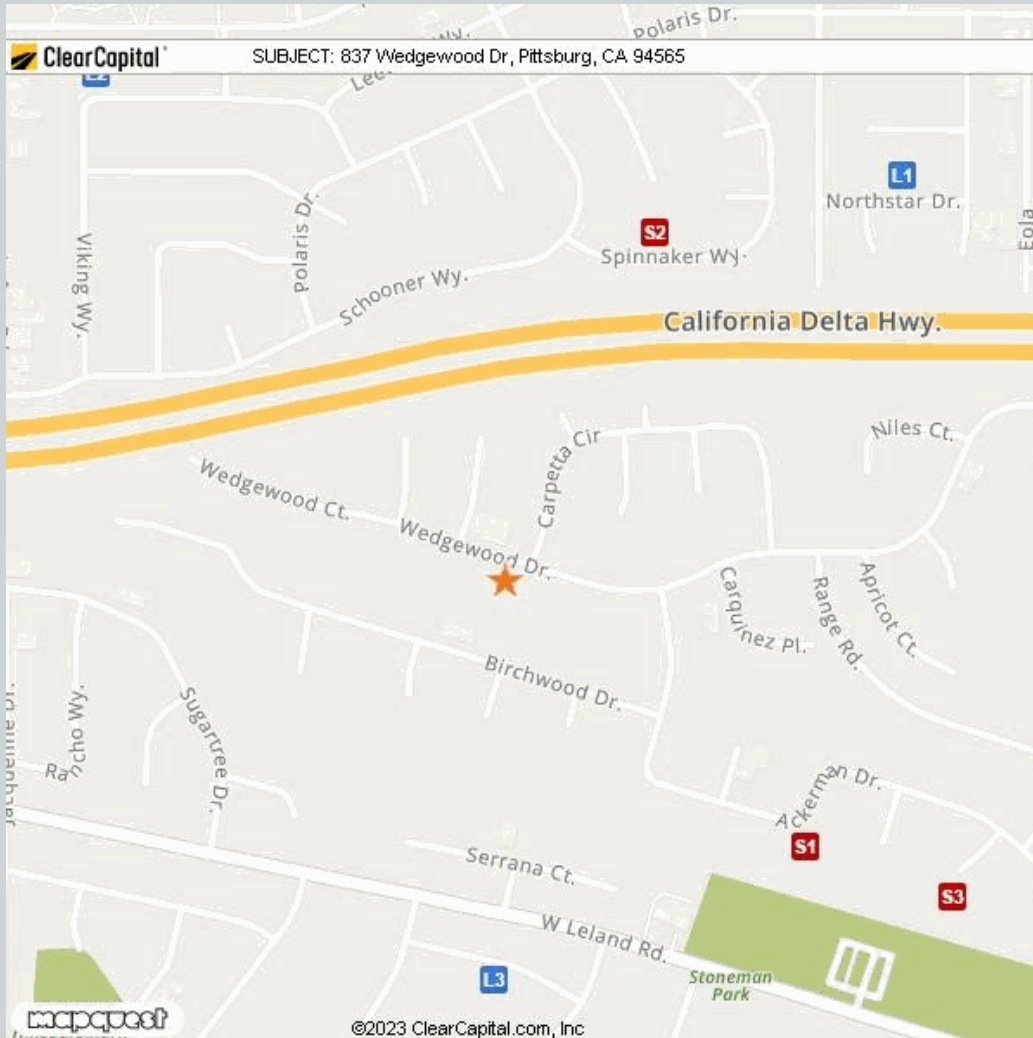 Polaris Dr.
ClearCapital
SUBJECT: 837 Wedgewood Dr, Pittsburg, CA 94565
L2
L1
Northstar Dr.
S2
Spinnaker Wy.
Polaris Dr.
Viking Wy.
Schooner Wy.
California Delta Hwy.
Niles Ct.
Carpetta Cir
Wedgewood Ct.
Wedgewood Dr.
Carquinez Pl.
Range Rd.
Apricot Ct.
Birchwood Dr.
Sugartree Dr.
Rancho Wy.
Ackerman Dr.
S1
Serrana Ct.
S3
W Leland Rd.
L3
Stoneman
Park
mapquest
©2023 ClearCapital.com, Inc